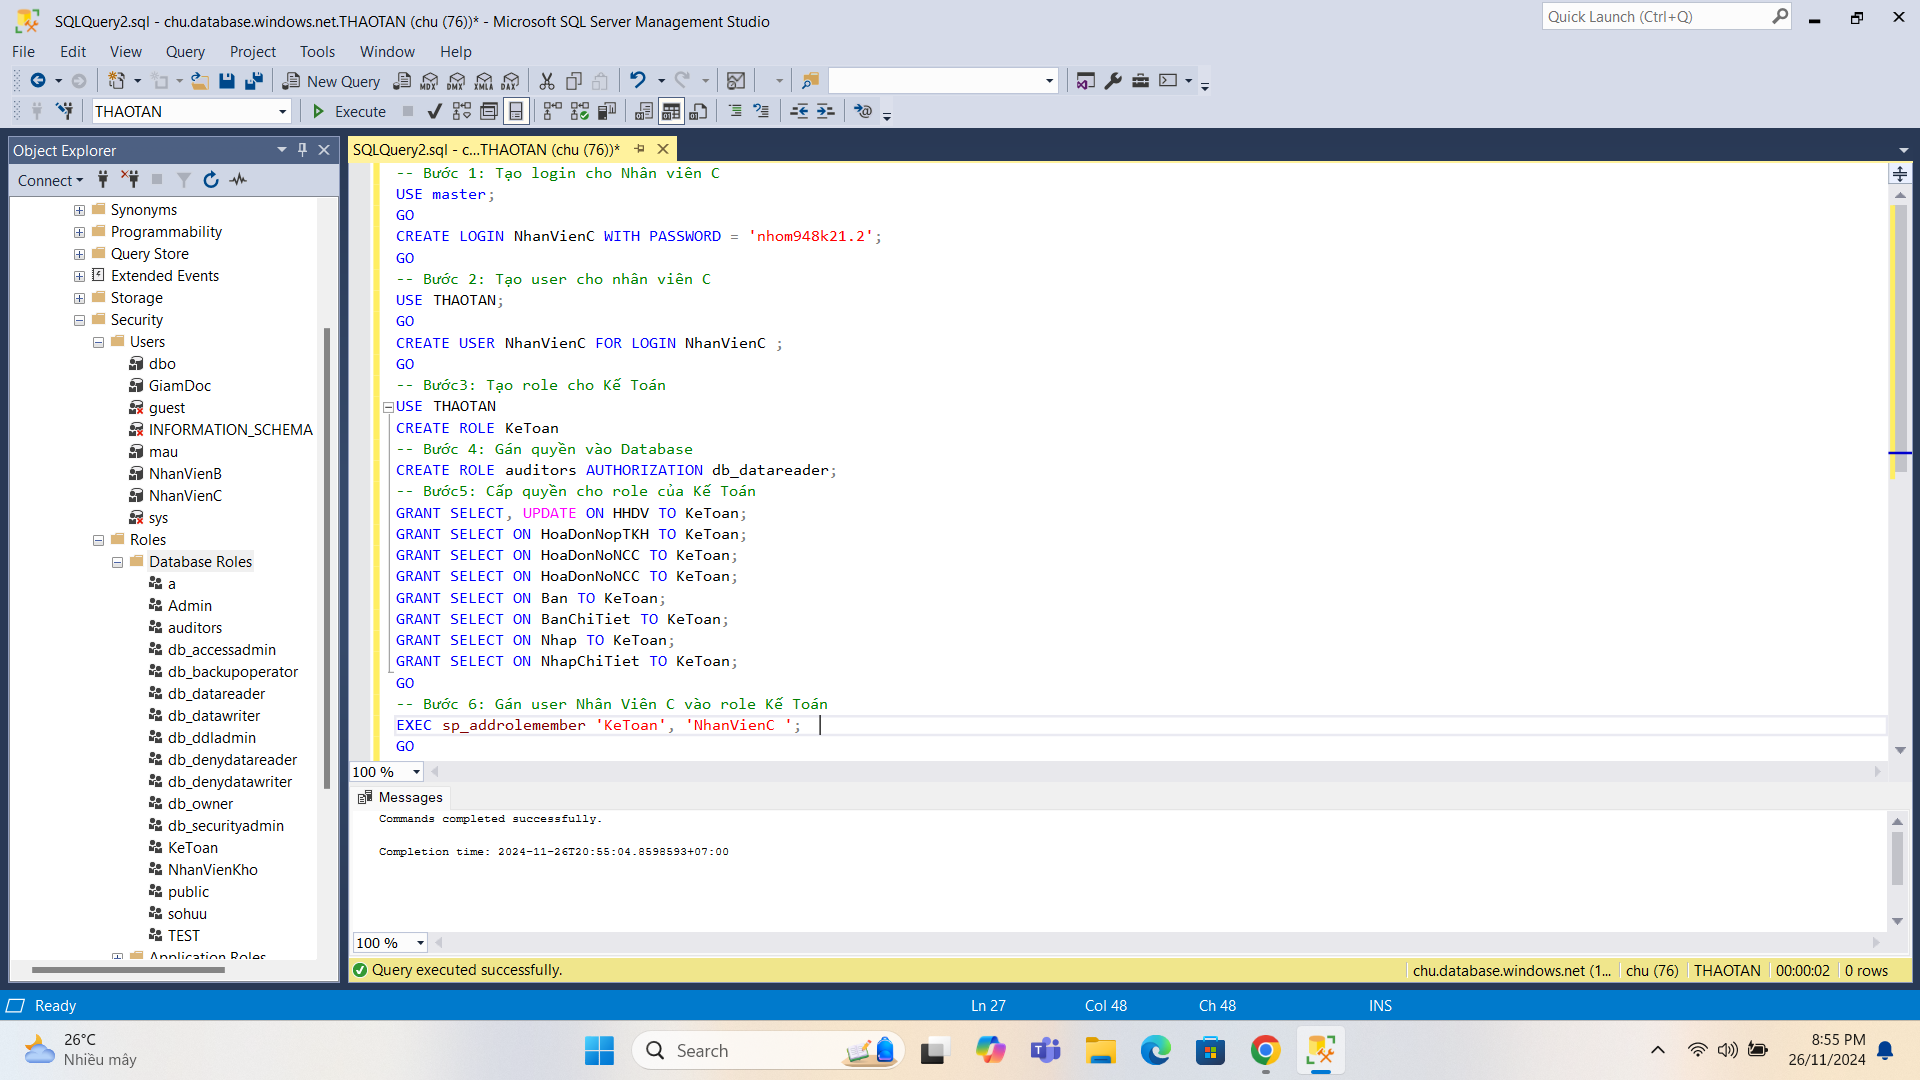 SQLQuery2.sql - chu.database.windows.net.THAOTAN (chu (76))* - Microsoft SQL Server Management Studio
Quick Launch (Ctrl+Q)
File Edit View Query Project Tools Window Help
New Query
MDX DMX XMLA DAX
THAOTAN
Execute
Object Explorer
Connect
Synonyms
Programmability
Query Store
Extended Events
Storage
Security
Users
dbo
GiamDoc
guest
INFORMATION_SCHEMA
mau
NhanVienB
NhanVienC
sys
Roles
Database Roles
a
Admin
auditors
db_accessadmin
db_backupoperator
db_datareader
db_datawriter
db_ddladmin
db_denydatareader
db_denydatawriter
db_owner
db_securityadmin
KeToan
NhanVienKho
public
sohuu
TEST
Application Roles
SQLQuery2.sql - c...THAOTAN (chu (76))*
-- Bước 1: Tạo login cho Nhân viên C
USE master;
GO
CREATE LOGIN NhanVienC WITH PASSWORD = 'nhom948k21.2';
GO
-- Bước 2: Tạo user cho nhân viên C
USE THAOTAN;
GO
CREATE USER NhanVienC FOR LOGIN NhanVienC ;
GO
-- Bước3: Tạo role cho Kế Toán
USE THAOTAN
CREATE ROLE KeToan
-- Bước 4: Gán quyền vào Database
CREATE ROLE auditors AUTHORIZATION db_datareader;
-- Bước5: Cấp quyền cho role của Kế Toán
GRANT SELECT, UPDATE ON HHDV TO KeToan;
GRANT SELECT ON HoaDonNopTKH TO KeToan;
GRANT SELECT ON HoaDonNoNCC TO KeToan;
GRANT SELECT ON HoaDonNoNCC TO KeToan;
GRANT SELECT ON Ban TO KeToan;
GRANT SELECT ON BanChiTiet TO KeToan;
GRANT SELECT ON Nhap TO KeToan;
GRANT SELECT ON NhapChiTiet TO KeToan;
GO
-- Bước 6: Gán user Nhân Viên C vào role Kế Toán
EXEC sp_addrolemember 'KeToan', 'NhanVienC ';
GO
100 %
Messages
Commands completed successfully.
Completion time: 2024-11-26T20:55:04.8598593+07:00
100 %
Query executed successfully.
chu.database.windows.net (1... chu (76) THAOTAN 00:00:02 0 rows
Ready
Ln 27 Col 48 Ch 48 INS
26°C
Nhiều mây
Search
8:55 PM
26/11/2024